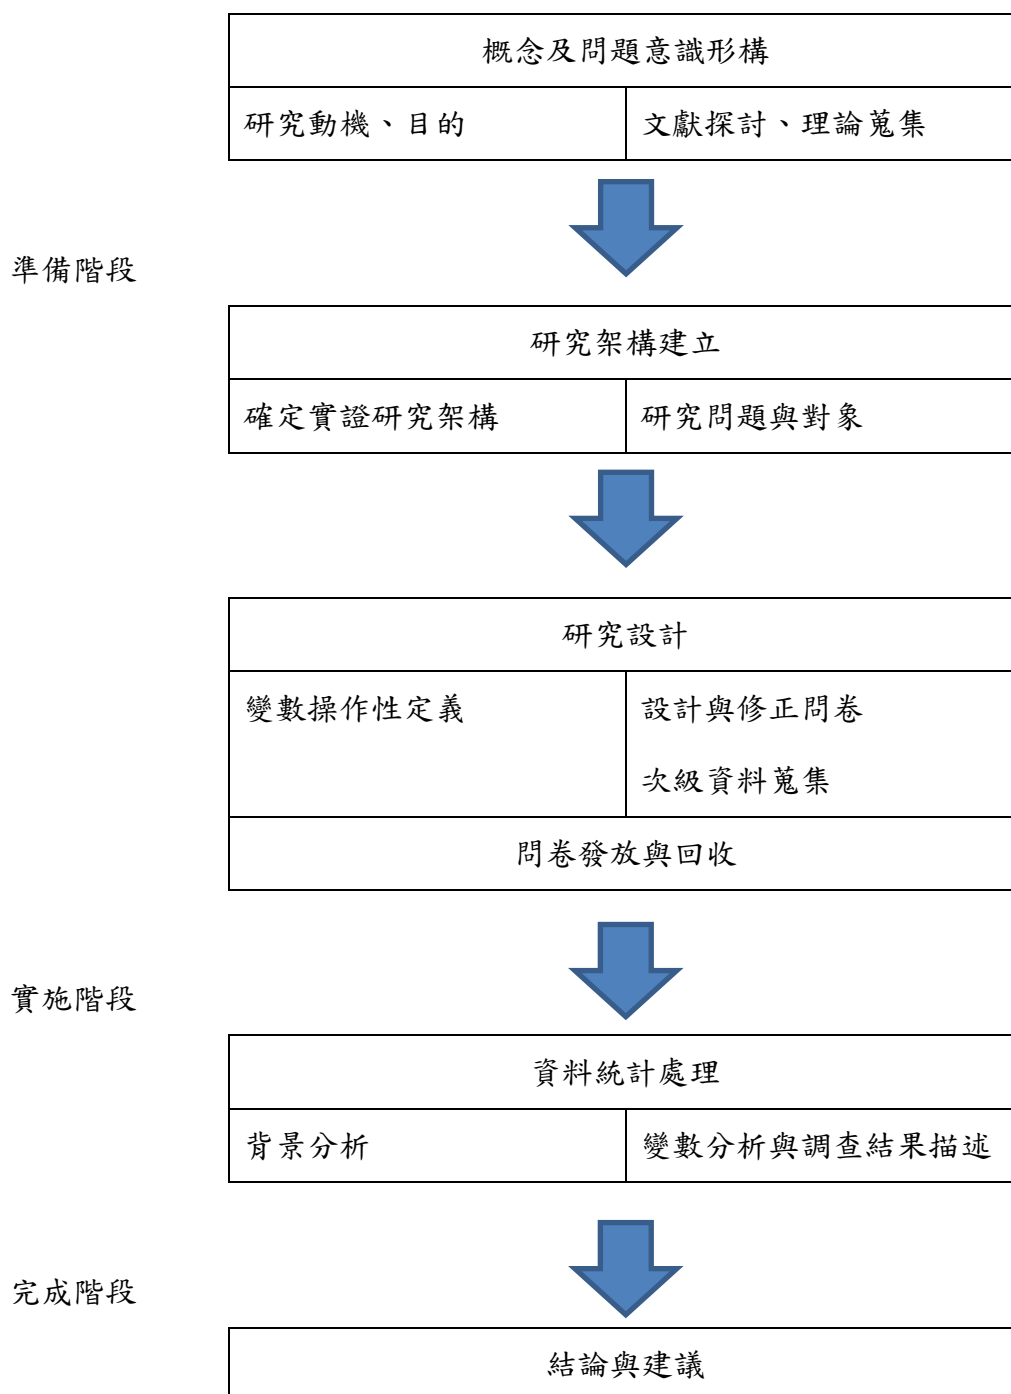 概念及問題意識形構
研究動機、目的
文獻探討、理論蒐集
準備階段
研究架構建立
確定實證研究架構
研究問題與對象
研究設計
變數操作性定義
設計與修正問卷
次級資料蒐集
問卷發放與回收
實施階段
資料統計處理
背景分析
變數分析與調查結果描述
完成階段
結論與建議